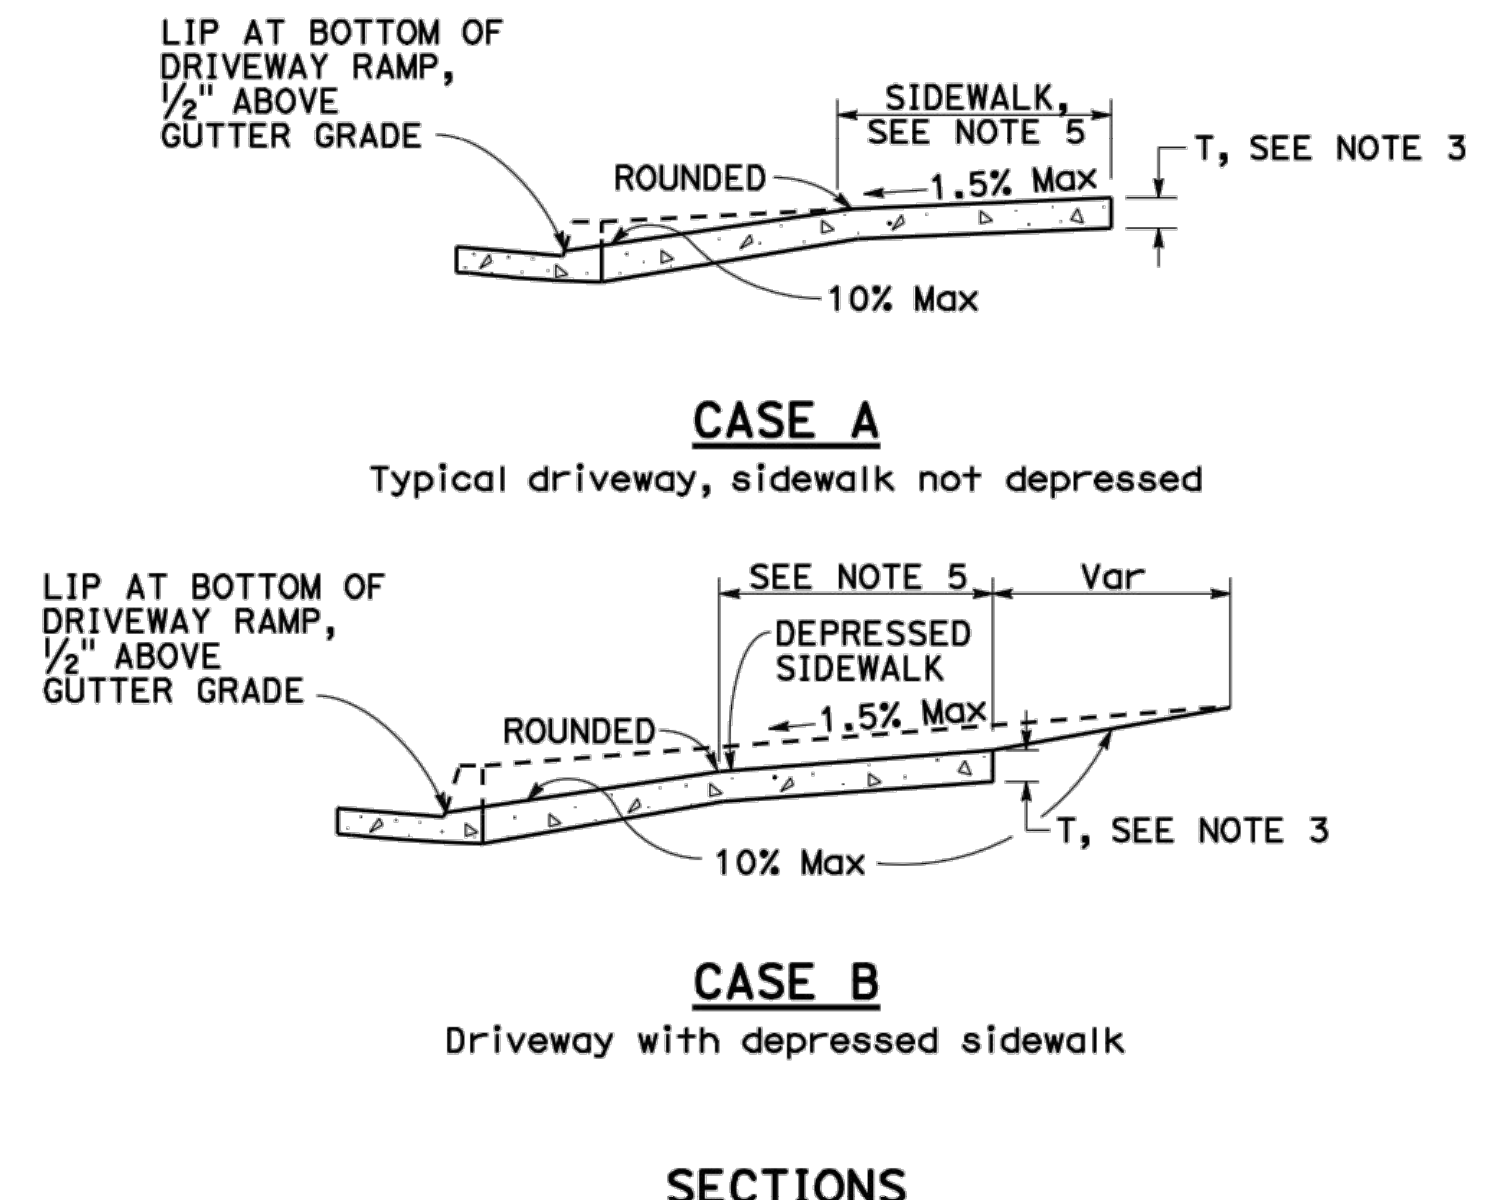 LIP AT BOTTOM OF
DRIVEWAY RAMP,
½" ABOVE
GUTTER GRADE
SIDEWALK,
SEE NOTE 5
T, SEE NOTE 3
ROUNDED
1.5% Max
10% Max
CASE A
Typical driveway, sidewalk not depressed
LIP AT BOTTOM OF
DRIVEWAY RAMP,
½" ABOVE
GUTTER GRADE
SEE NOTE 5
Var
DEPRESSED
SIDEWALK
1.5% Max
ROUNDED
T, SEE NOTE 3
10% Max
CASE B
Driveway with depressed sidewalk
SECTIONS